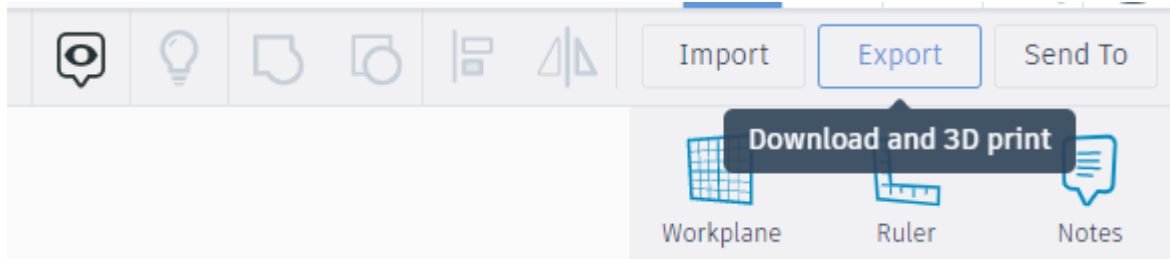 Import Export Send To
Download and 3D print
Workplane Ruler Notes